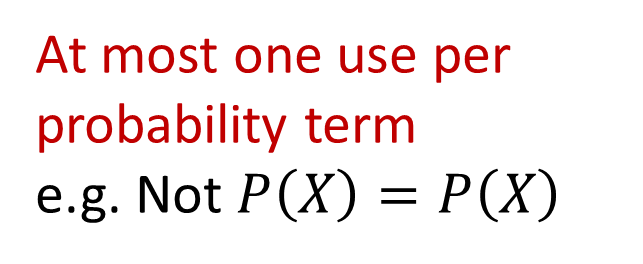 At most one use per
probability term
e.g. Not P(X) = P(X)